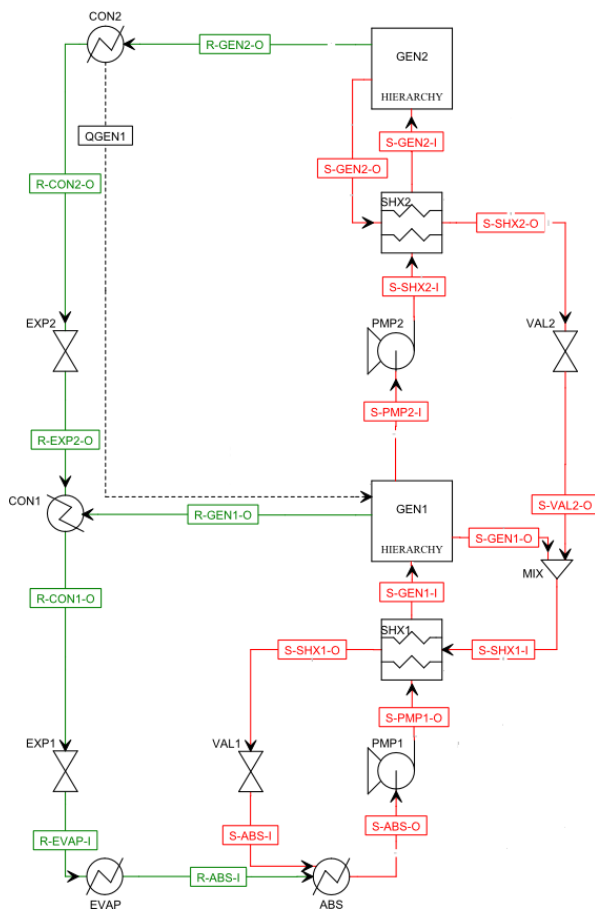 CON2
R-GEN2-O
GEN2
HIERARCHY
QGEN1
S-GEN2-I
S-GEN2-O
R-CON2-O
SHX2
S-SHX2-O
S-SHX2-I
EXP2
PMP2
VAL2
S-PMP2-I
R-EXP2-O
CON1
GEN1
S-VAL2-O
R-GEN1-O
S-GEN1-O
HIERARCHY
MIX
S-GEN1-I
R-CON1-O
SHX1
S-SHX1-O
S-SHX1-I
S-PMP1-O
EXP1
VAL1
PMP1
R-EVAP-I
S-ABS-I
S-ABS-O
R-ABS-I
EVAP
ABS